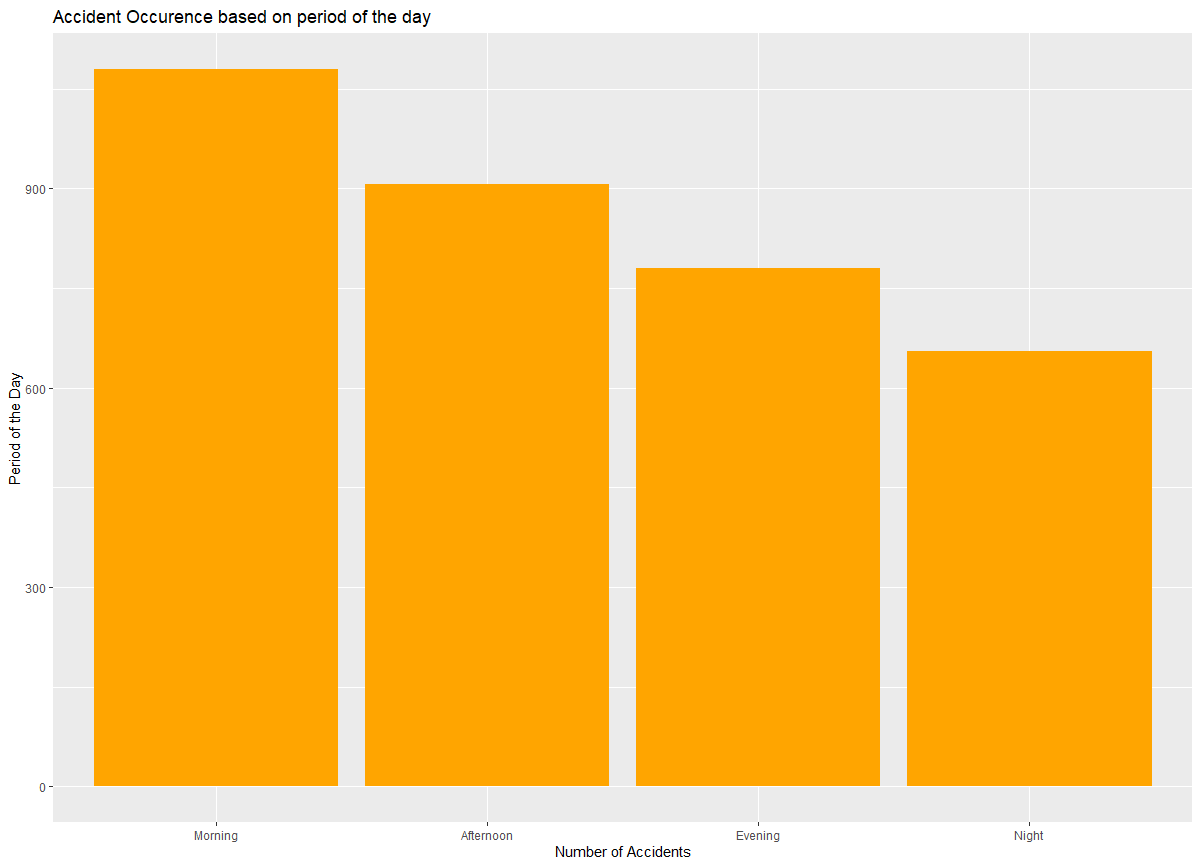 Accident Occurence based on period of the day
Period of the Day
900
600
300
0
Morning Afternoon Evening Night
Number of Accidents